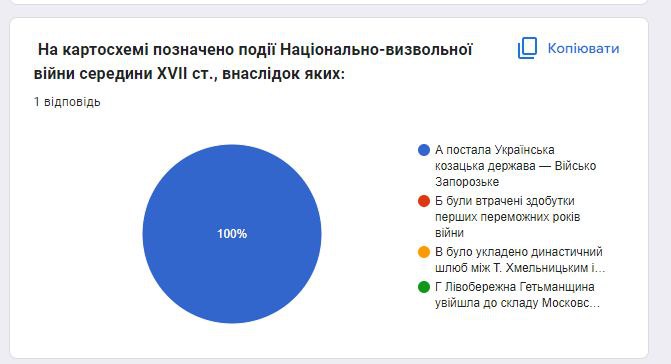 На картосхемі позначено події Національно-визвольної
війни середини XVII ст., внаслідок яких:
Копіювати
1 відповідь
100%
А постала Українська
козацька держава — Військо
Запорозьке
Б були втрачені здобутки
перших переможних років
війни
В було укладено династичний
шлюб між Т. Хмельницьким і…
Г Лівобережна Гетьманщина
увійшла до складу Московс…